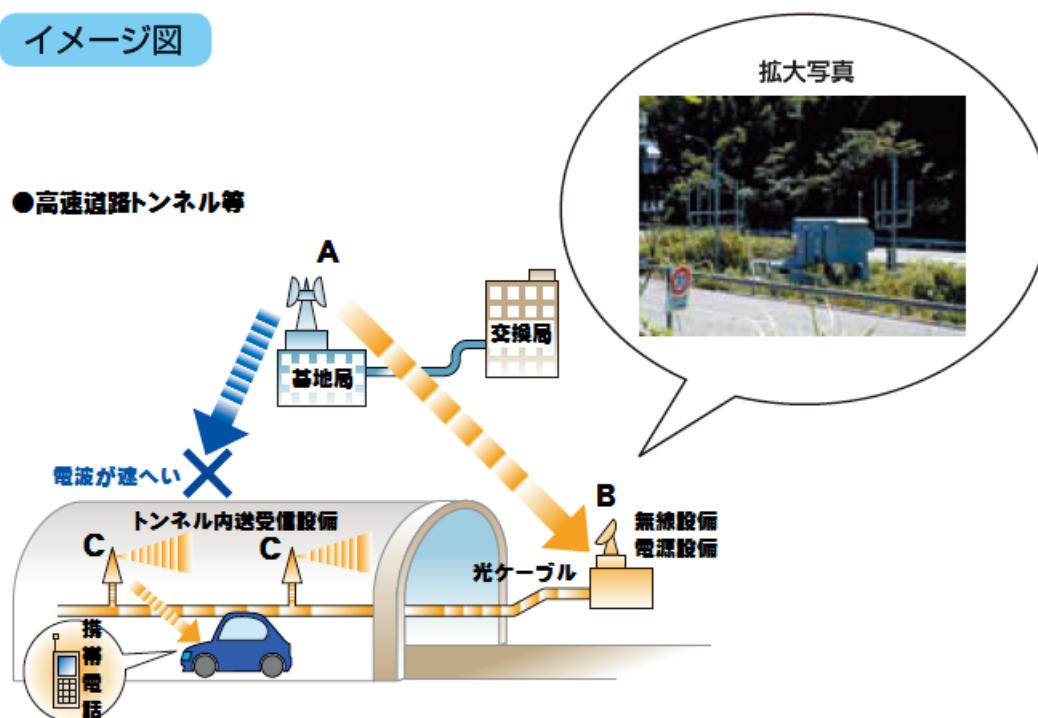 イメージ図
拡大写真
●高速道路トンネル等
A
交換局
基地局
電波が遮へい
B
無線設備
電源設備
トンネル内送受信設備
C
C
光ケーブル
携
帯
電
話